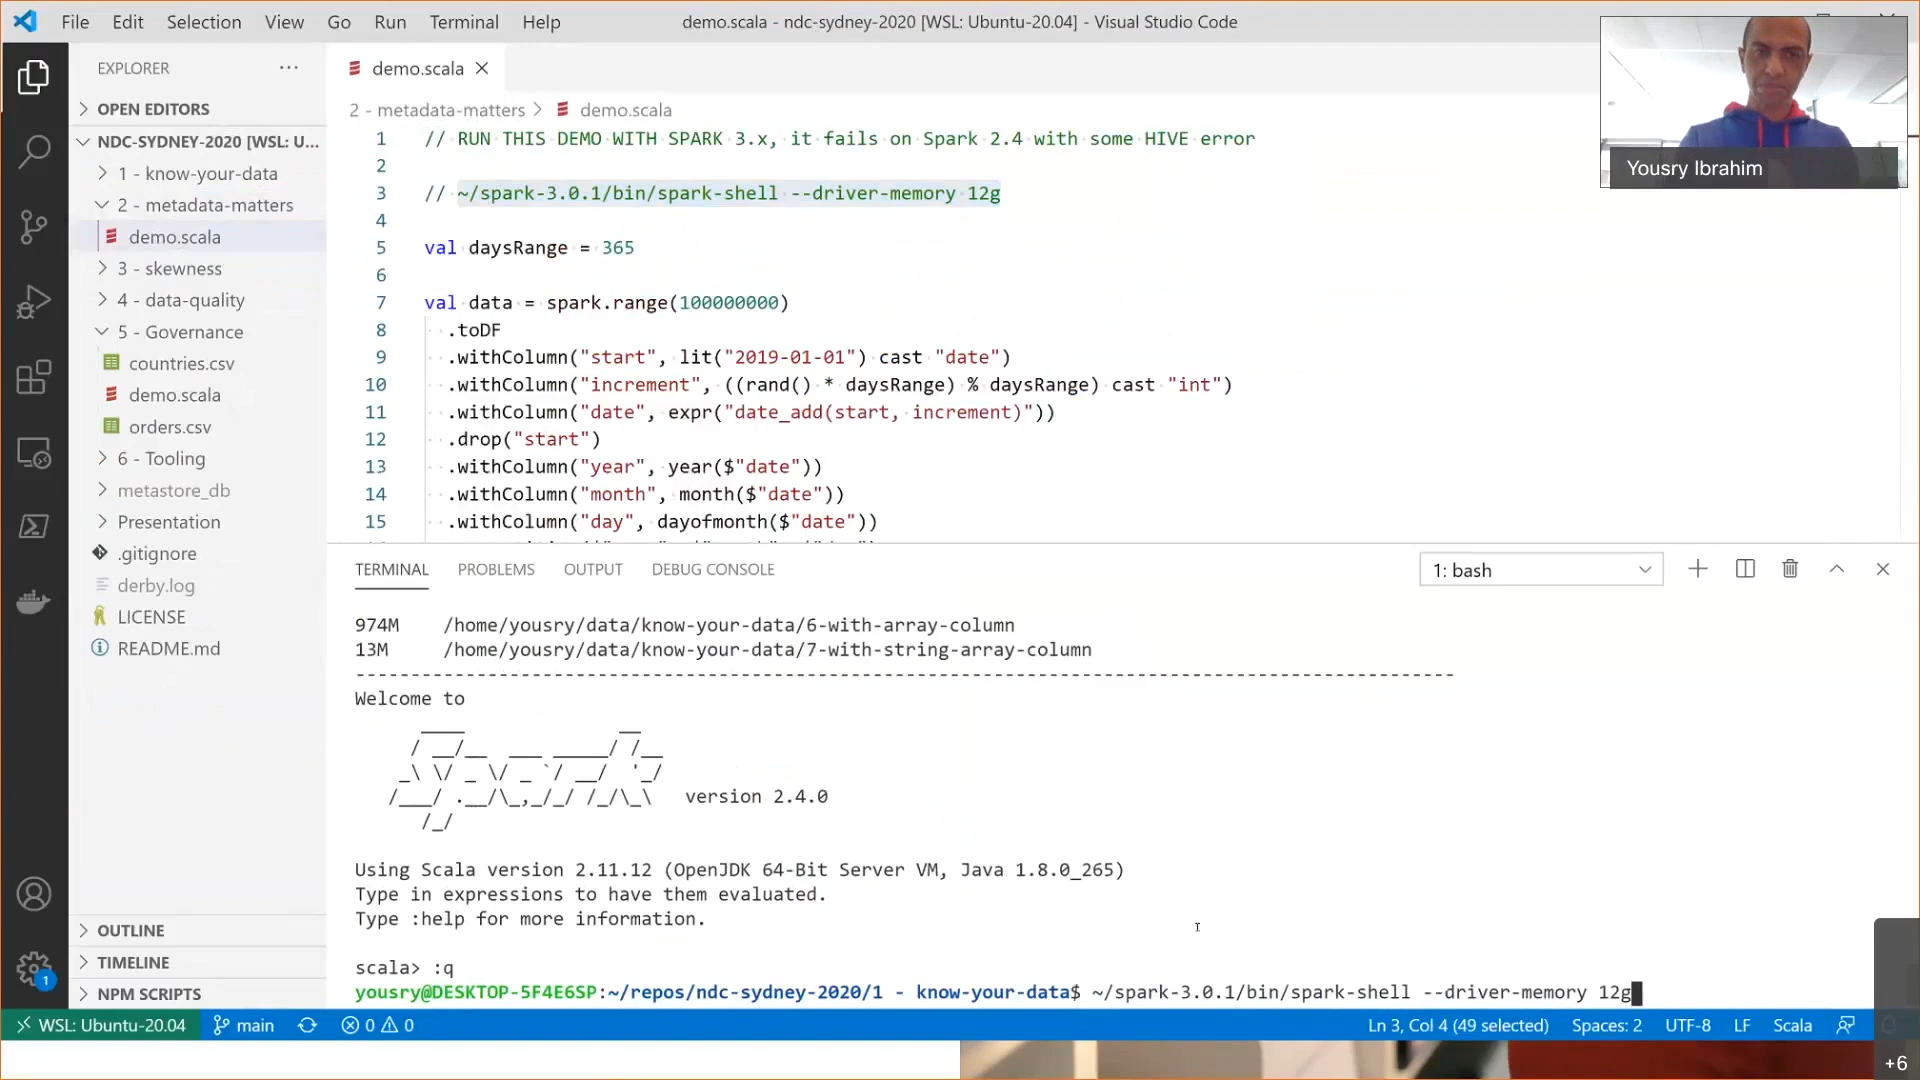 File Edit Selection View Go Run Terminal Help
demo.scala - ndc-sydney-2020 [WSL: Ubuntu-20.04] - Visual Studio Code
EXPLORER
OPEN EDITORS
NDC-SYDNEY-2020 [WSL: U...
1 - know-your-data
2 - metadata-matters
demo.scala
3 - skewness
4 - data-quality
5 - Governance
countries.csv
demo.scala
orders.csv
6 - Tooling
metastore_db
Presentation
.gitignore
derby.log
LICENSE
README.md
OUTLINE
TIMELINE
NPM SCRIPTS
demo.scala
2 - metadata-matters > demo.scala
1 // RUN THIS DEMO WITH SPARK 3.x, it fails on Spark 2.4 with some HIVE error
2
3 // ~/spark-3.0.1/bin/spark-shell --driver-memory 12g
4
5 val daysRange = 365
6
7 val data = spark.range(100000000)
8 .toDF
9 .withColumn("start", lit("2019-01-01") cast "date")
10 .withColumn("increment", ((rand() * daysRange) % daysRange) cast "int")
11 .withColumn("date", expr("date_add(start, increment)"))
12 .drop("start")
13 .withColumn("year", year($"date"))
14 .withColumn("month", month($"date"))
15 .withColumn("day", dayofmonth($"date"))
Yousry Ibrahim
TERMINAL PROBLEMS OUTPUT DEBUG CONSOLE
1: bash
974M /home/yousry/data/know-your-data/6-with-array-column
13M /home/yousry/data/know-your-data/7-with-string-array-column
----------------------------------------------------------------------------------------------------
Welcome to
version 2.4.0
Using Scala version 2.11.12 (OpenJDK 64-Bit Server VM, Java 1.8.0_265)
Type in expressions to have them evaluated.
Type :help for more information.
scala> :q
yousry@DESKTOP-5F4E6SP:~/repos/ndc-sydney-2020/1 - know-your-data$ ~/spark-3.0.1/bin/spark-shell --driver-memory 12g
1
WSL: Ubuntu-20.04 main 0 0
Ln 3, Col 4 (49 selected) Spaces: 2 UTF-8 LF Scala
+6